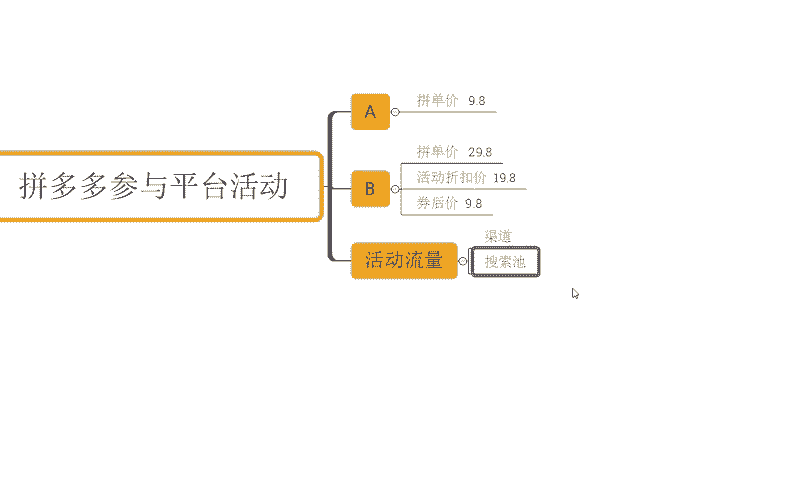 拼多多参与平台活动
A
拼单价 9.8
B
拼单价 29.8
活动折扣价 19.8
券后价 9.8
活动流量
渠道
搜索池